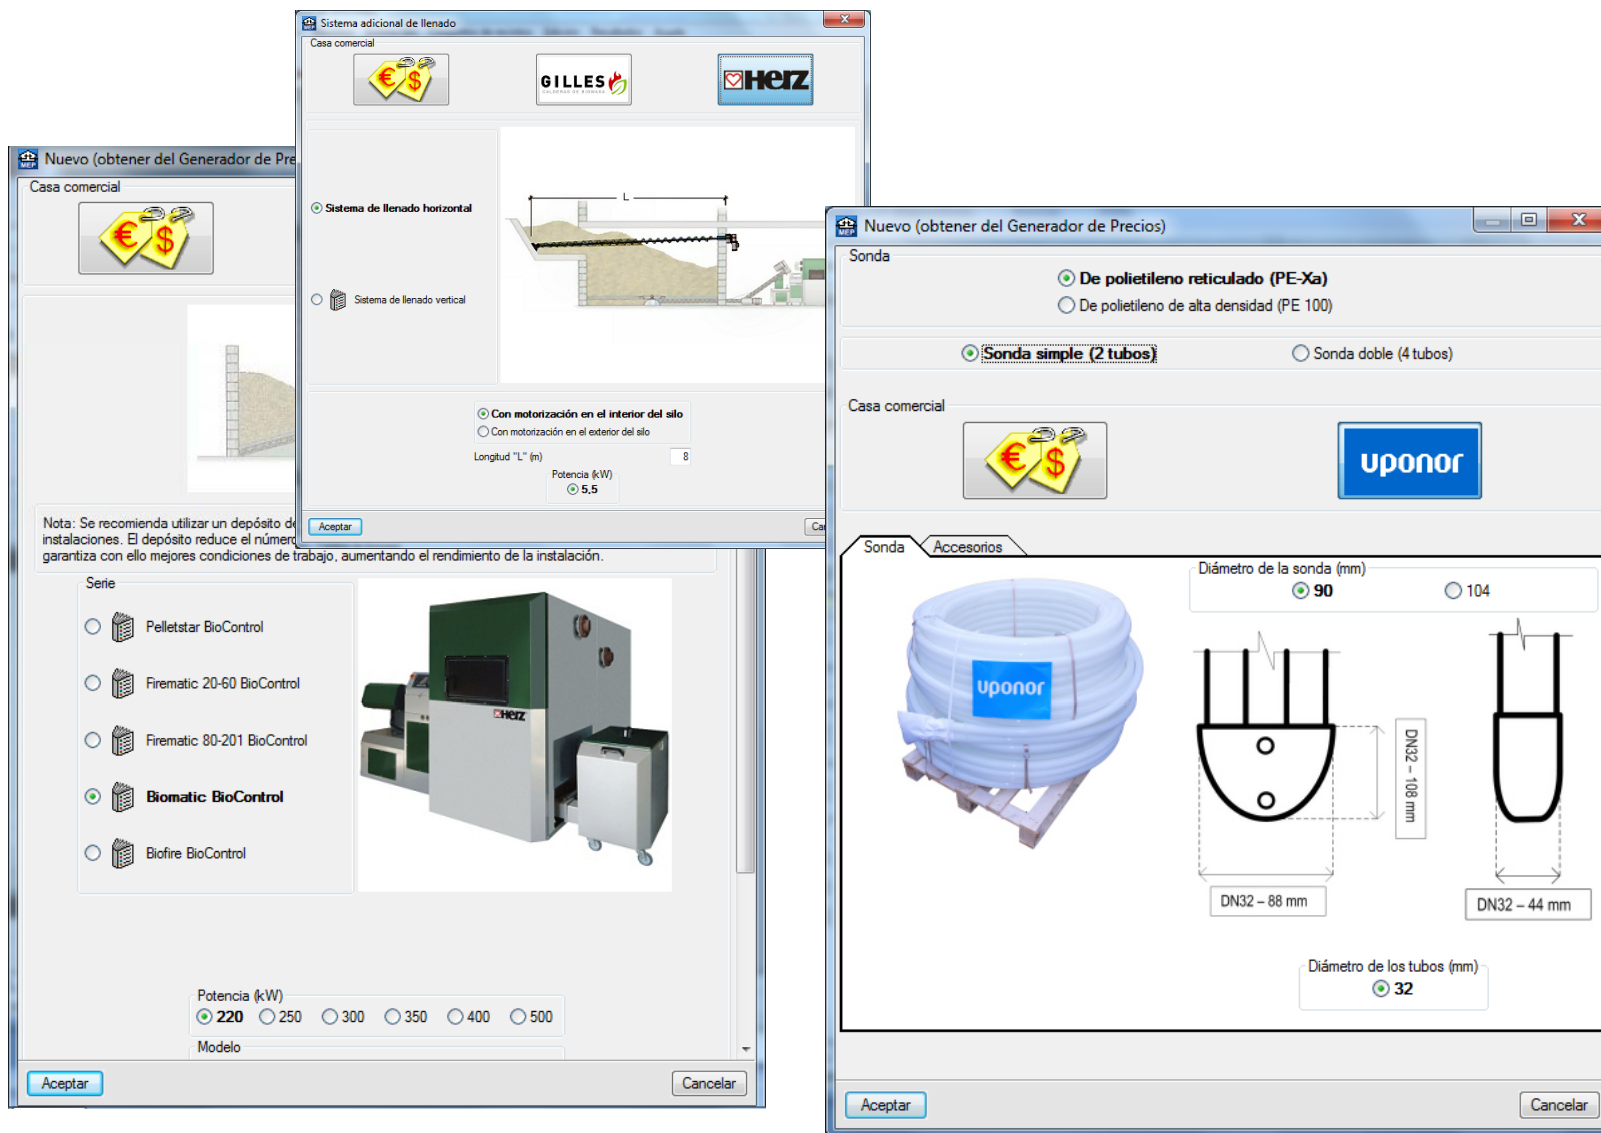 Sistema adicional de llenado
Casa comercial
€ $
GILLES
CALDERAS DE BIOMASA
HERZ
Sistema de llenado horizontal
Sistema de llenado vertical
L
Con motorización en el interior del silo
Con motorización en el exterior del silo
Longitud "L" (m)
8
Potencia (kW)
5,5
Aceptar
MEP
Nuevo (obtener del Generador de Pre
Casa comercial
€ $
Nota: Se recomienda utilizar un depósito de
instalaciones. El depósito reduce el número
garantiza con ello mejores condiciones de trabajo, aumentando el rendimiento de la instalación.
Serie
Pelletstar BioControl
Firematic 20-60 BioControl
Firematic 80-201 BioControl
Biomatic BioControl
Biofire BioControl
HERZ
Potencia (kW)
220 250 300 350 400 500
Modelo
Aceptar
Cancelar
MEP
Nuevo (obtener del Generador de Precios)
Sonda
De polietileno reticulado (PE-Xa)
De polietileno de alta densidad (PE 100)
Sonda simple (2 tubos)
Sonda doble (4 tubos)
Casa comercial
€ $
uponor
Sonda
Accesorios
Diámetro de la sonda (mm)
90 104
uponor
DN32 – 108 mm
DN32 – 88 mm
DN32 – 44 mm
Diámetro de los tubos (mm)
32
Aceptar
Cancelar